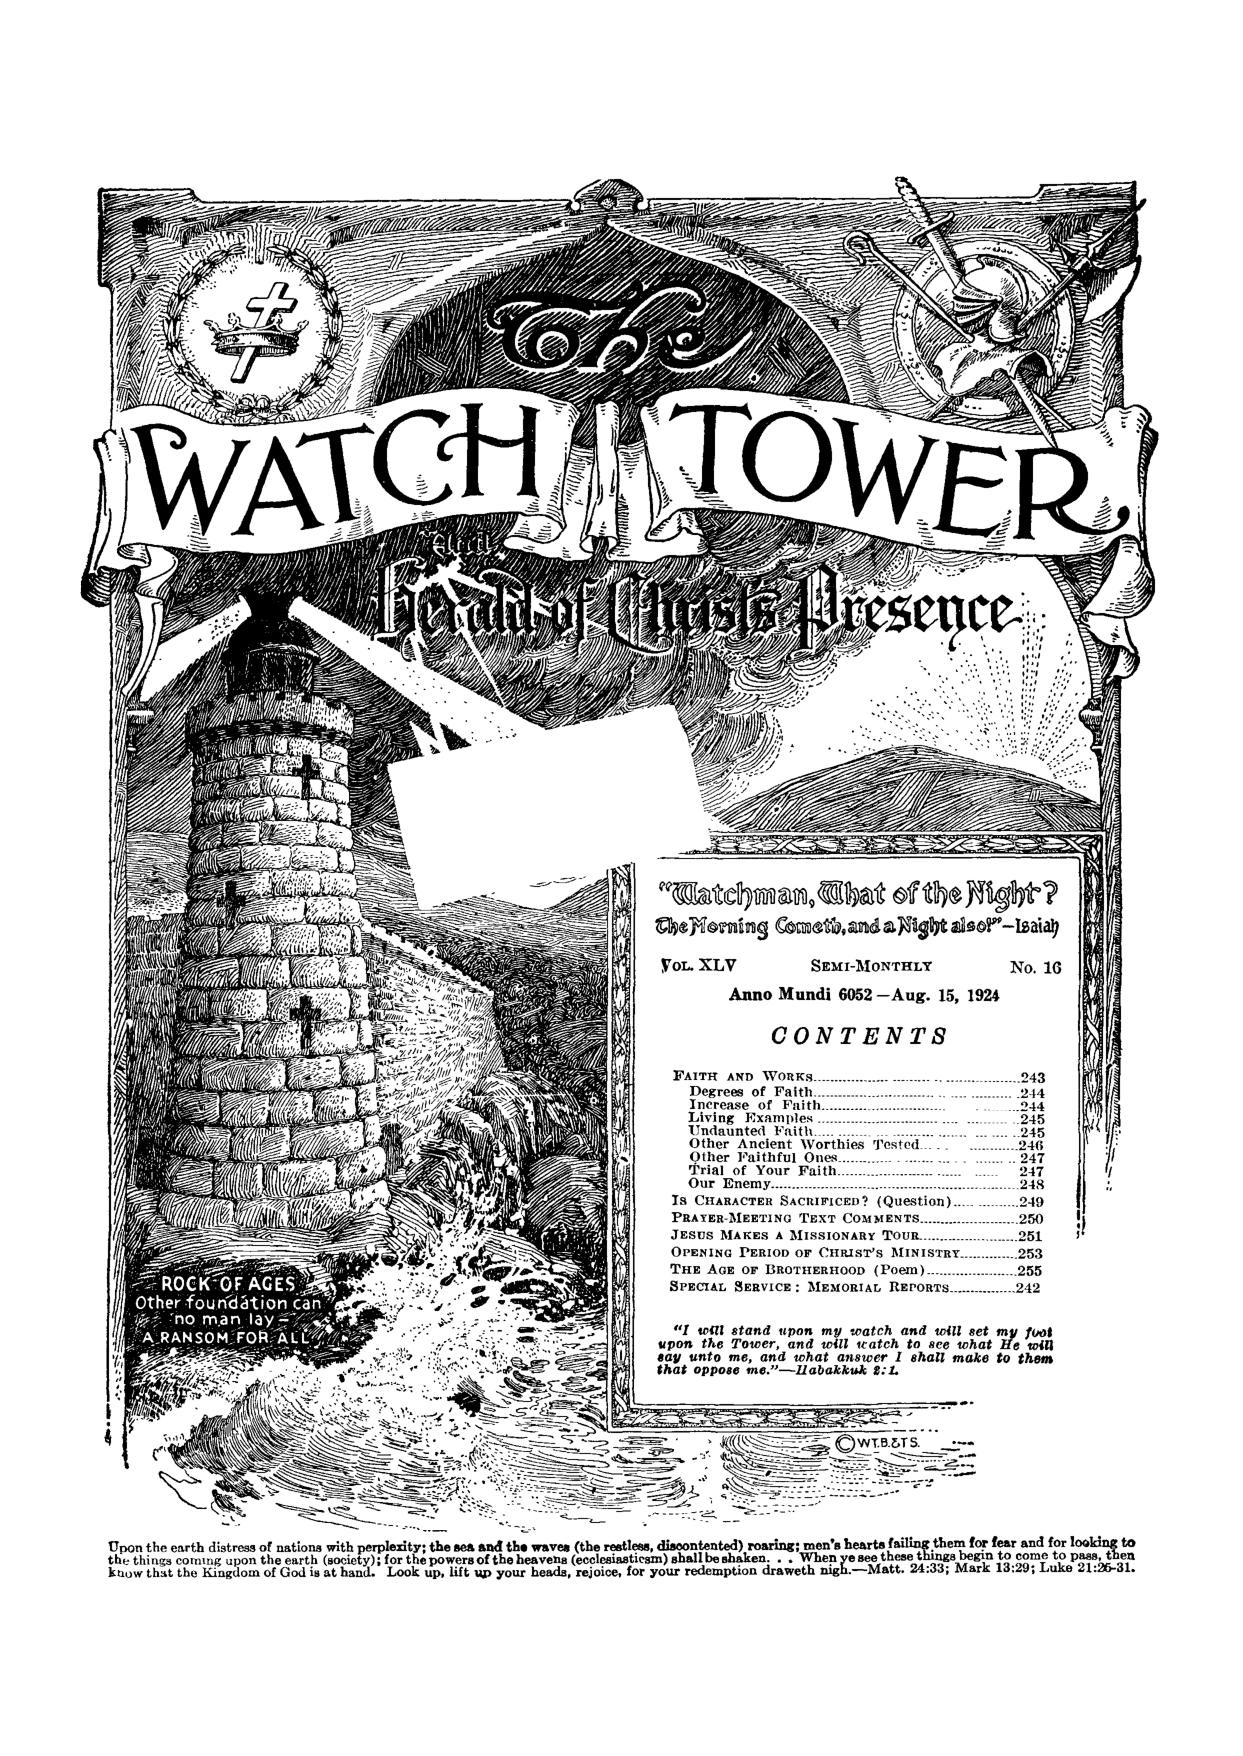 The
WATCH TOWER
And
Herald of Christ's Presence
"Watchman, What of the Night?
The Morning Cometh, and a Night also!"—Isaiah
VOL. XLV SEMI-MONTHLY No. 16
Anno Mundi 6052—Aug. 15, 1924
CONTENTS
FAITH AND WORKS 243
Degrees of Faith 244
Increase of Faith 244
Living Examples 245
Undaunted Faith 245
Other Ancient Worthies Tested 246
Other Faithful Ones 247
Trial of Your Faith 247
Our Enemy 248
IS CHARACTER SACRIFICED? (Question) 249
PRAYER-MEETING TEXT COMMENTS 250
JESUS MAKES A MISSIONARY TOUR 251
OPENING PERIOD OF CHRIST'S MINISTRY 253
THE AGE OF BROTHERHOOD (Poem) 255
SPECIAL SERVICE: MEMORIAL REPORTS 242
"I will stand upon my watch and will set my foot
upon the Tower, and will watch to see what He will
say unto me, and what answer I shall make to them
that oppose me."—Habakkuk 2:1.
ROCK OF AGES
Other foundation can
no man lay—
A RANSOM FOR ALL
©W.T.B.&T.S.
Upon the earth distress of nations with perplexity; the sea and the waves (the restless, discontented) roaring; men's hearts failing them for fear and for looking to
the things coming upon the earth (society); for the powers of the heavens (ecclesiasticsm) shall be shaken. . . When ye see these things begin to come to pass, then
know that the Kingdom of God is at hand. Look up, lift up your heads, rejoice, for your redemption draweth nigh.—Matt. 24:33; Mark 13:29; Luke 21:25-31.